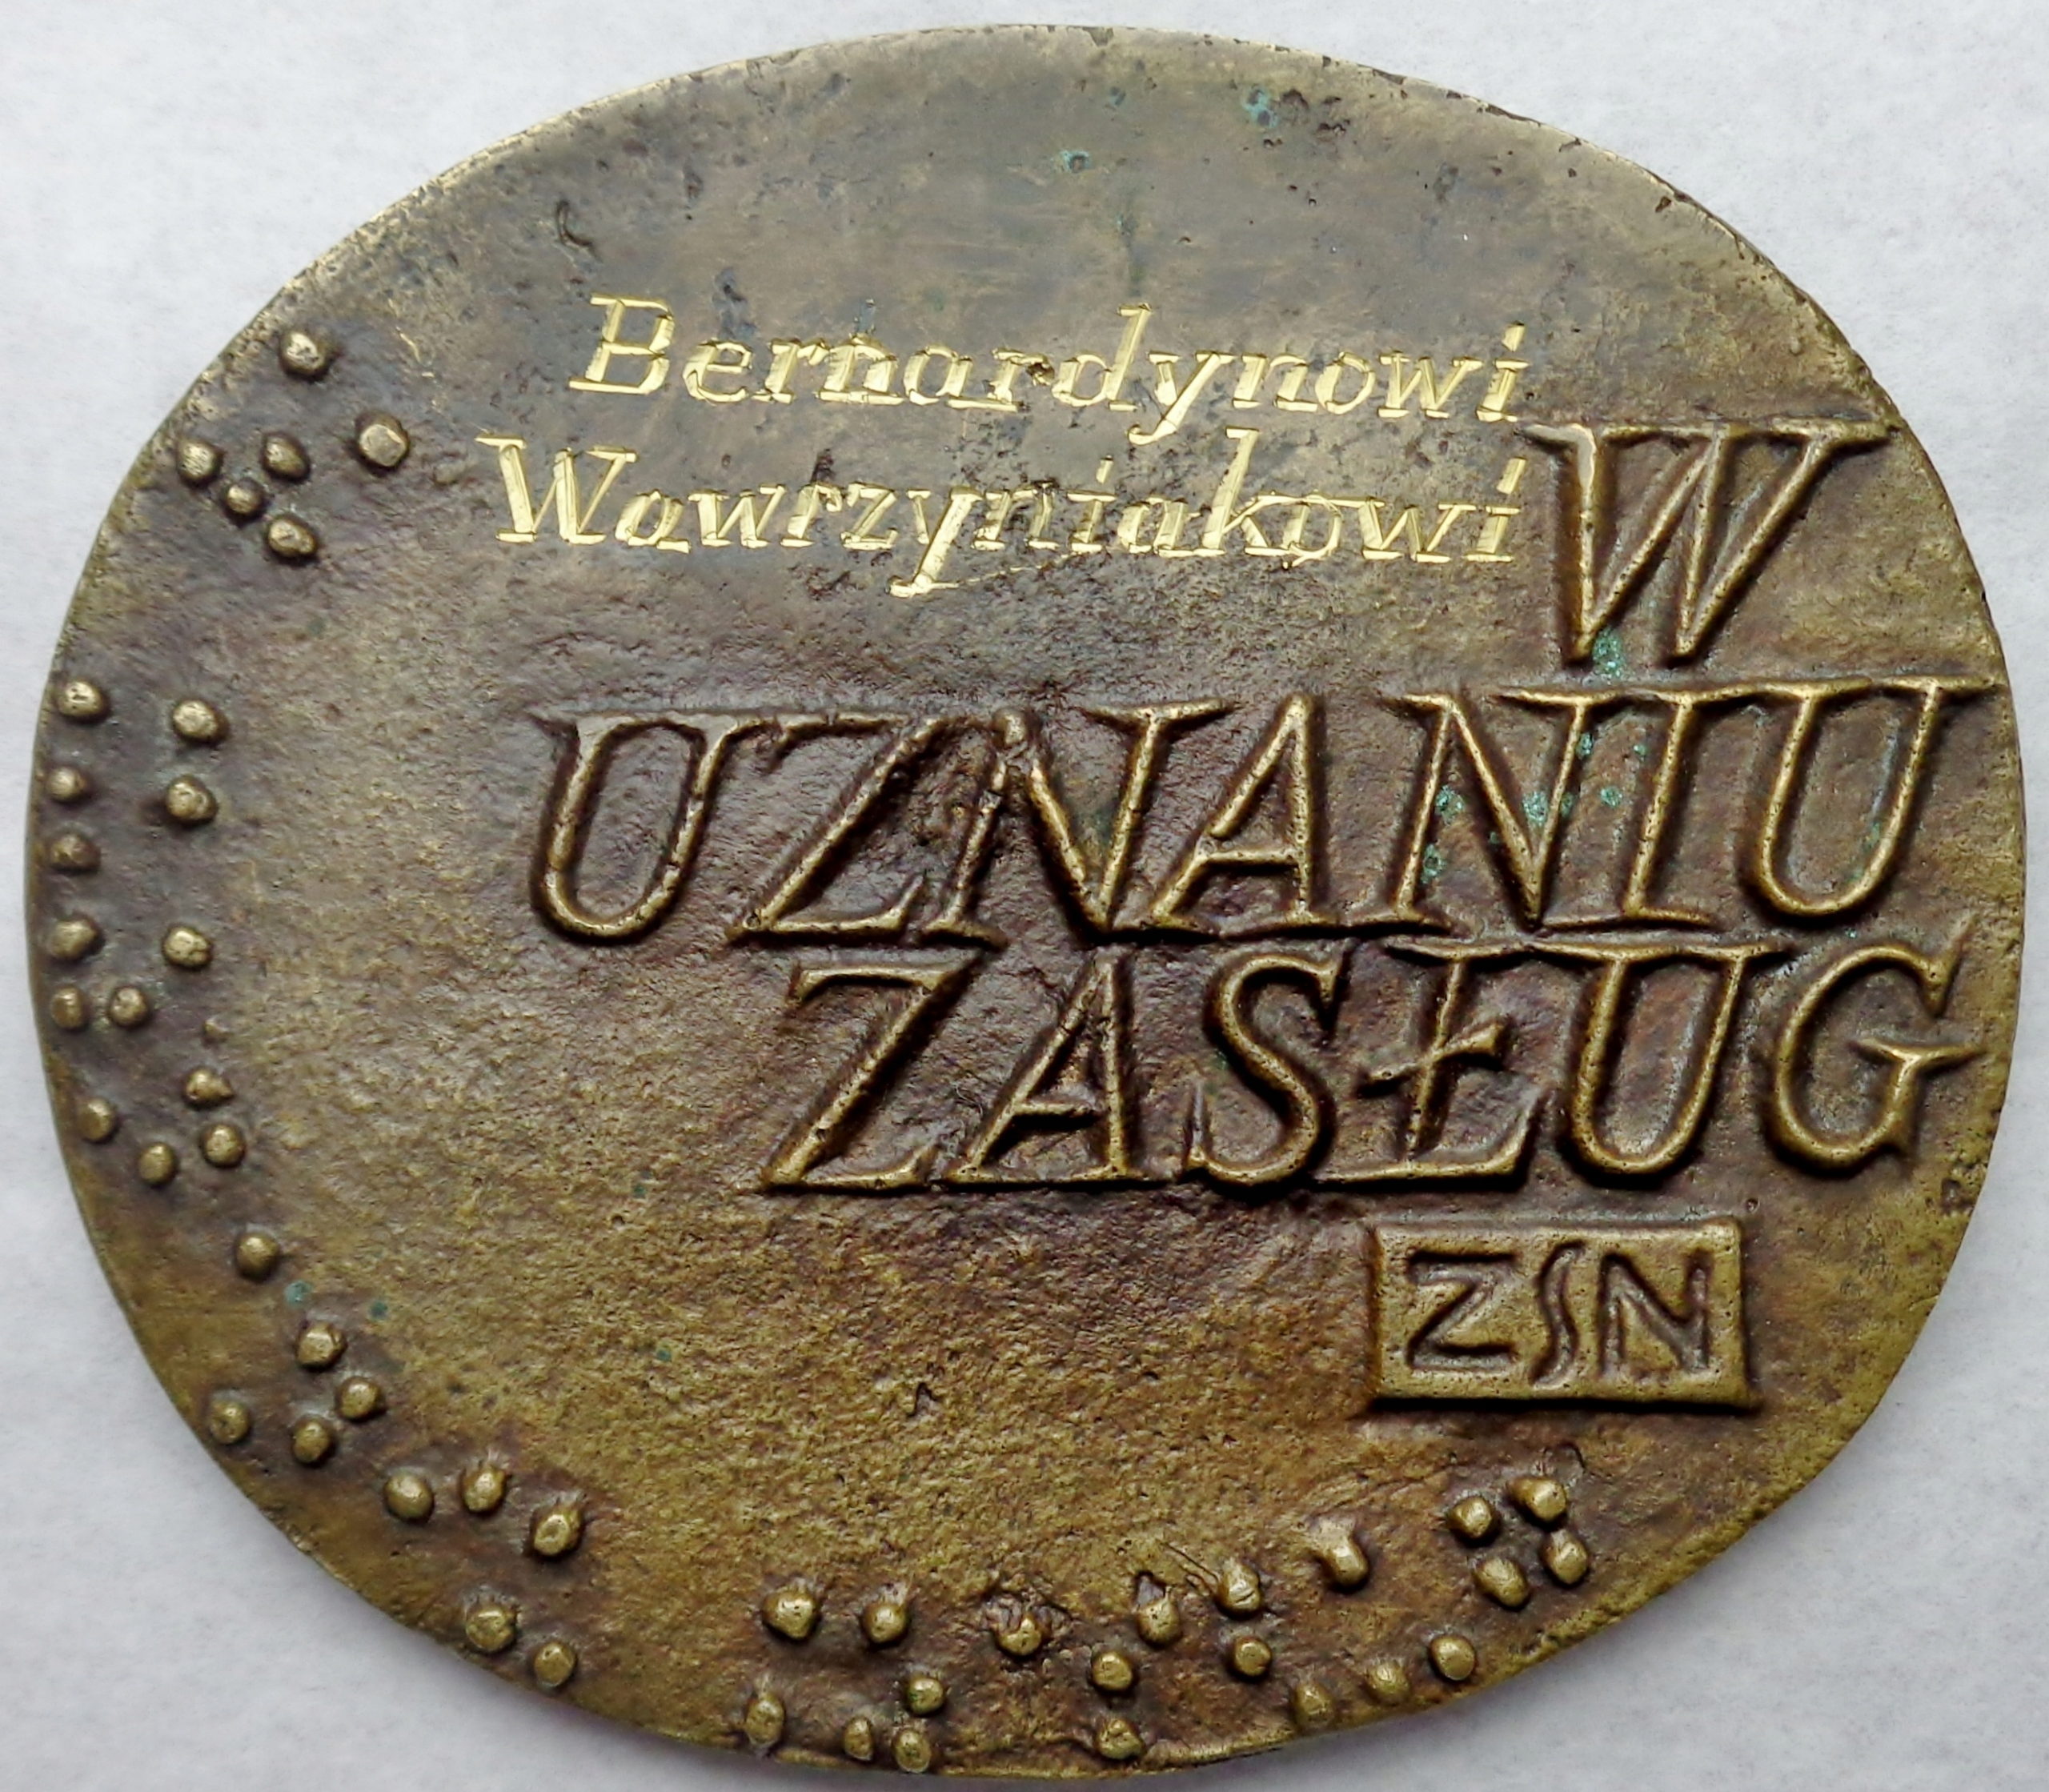 Bernardynowi
Wawrzyniakowi
W
UZNANIU
ZASŁUG
ZSN